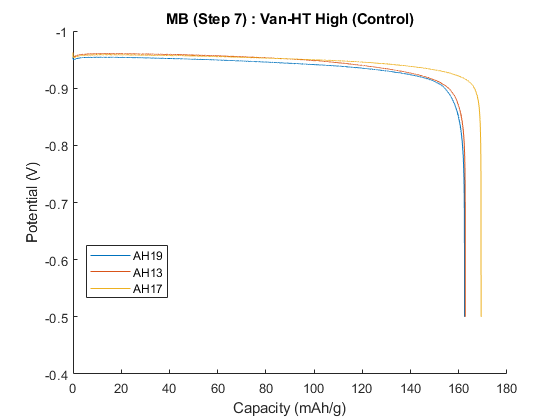 MB (Step 7) : Van-HT High (Control)
-1
-0.9
-0.8
-0.7
-0.6
-0.5
-0.4
Potential (V)
AH19
AH13
AH17
0 20 40 60 80 100 120 140 160 180
Capacity (mAh/g)